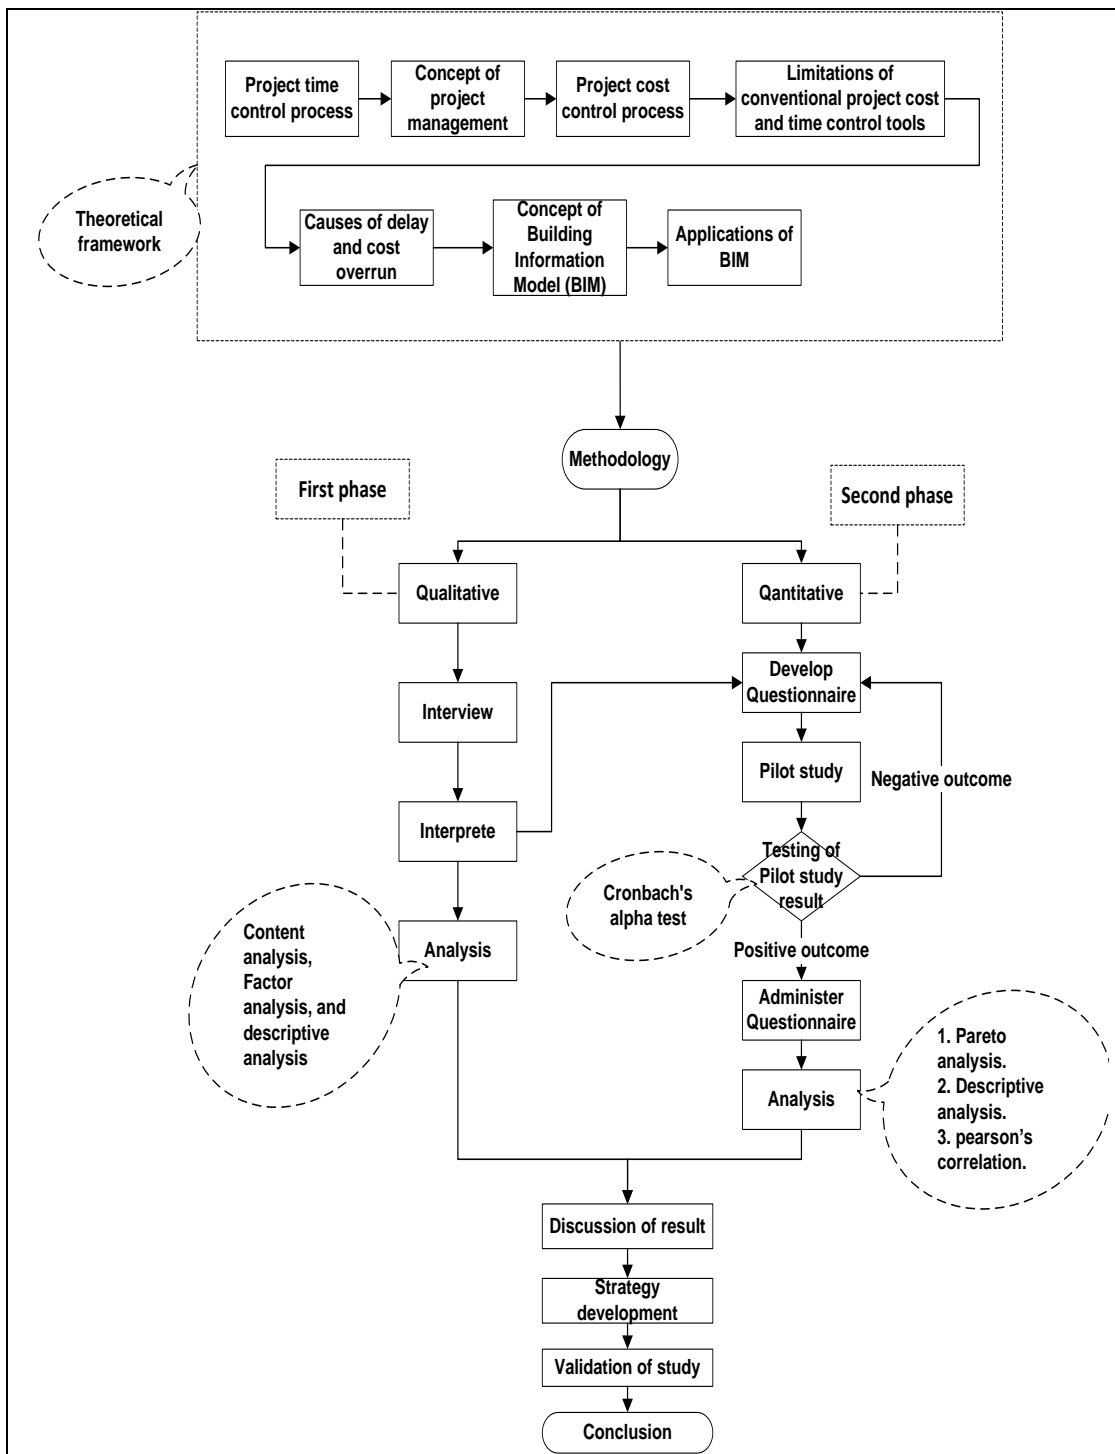 Project time
control process
Concept of
project
management
Project cost
control process
Limitations of
conventional project cost
and time control tools
Theoretical
framework
Causes of delay
and cost
overrun
Concept of
Building
Information
Model (BIM)
Applications of
BIM
Methodology
First phase
Second phase
Qualitative
Qantitative
Develop
Questionnaire
Interview
Pilot study
Negative outcome
Interprete
Testing of
Pilot study
result
Cronbach's
alpha test
Content
analysis,
Factor
analysis, and
descriptive
analysis
Analysis
Positive outcome
Administer
Questionnaire
Analysis
1. Pareto
analysis.
2. Descriptive
analysis.
3. pearson’s
correlation.
Discussion of result
Strategy
development
Validation of study
Conclusion